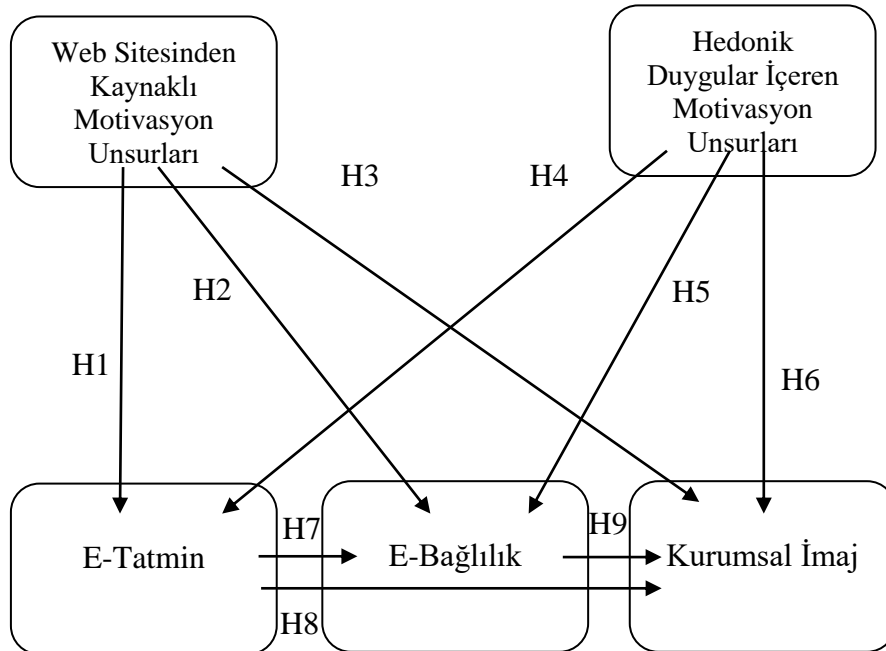 Web Sitesinden
Kaynaklı
Motivasyon
Unsurları
Hedonik
Duygular İçeren
Motivasyon
Unsurları
H3
H4
H2
H5
H1
H6
E-Tatmin
H7
E-Bağlılık
H9
Kurumsal İmaj
H8